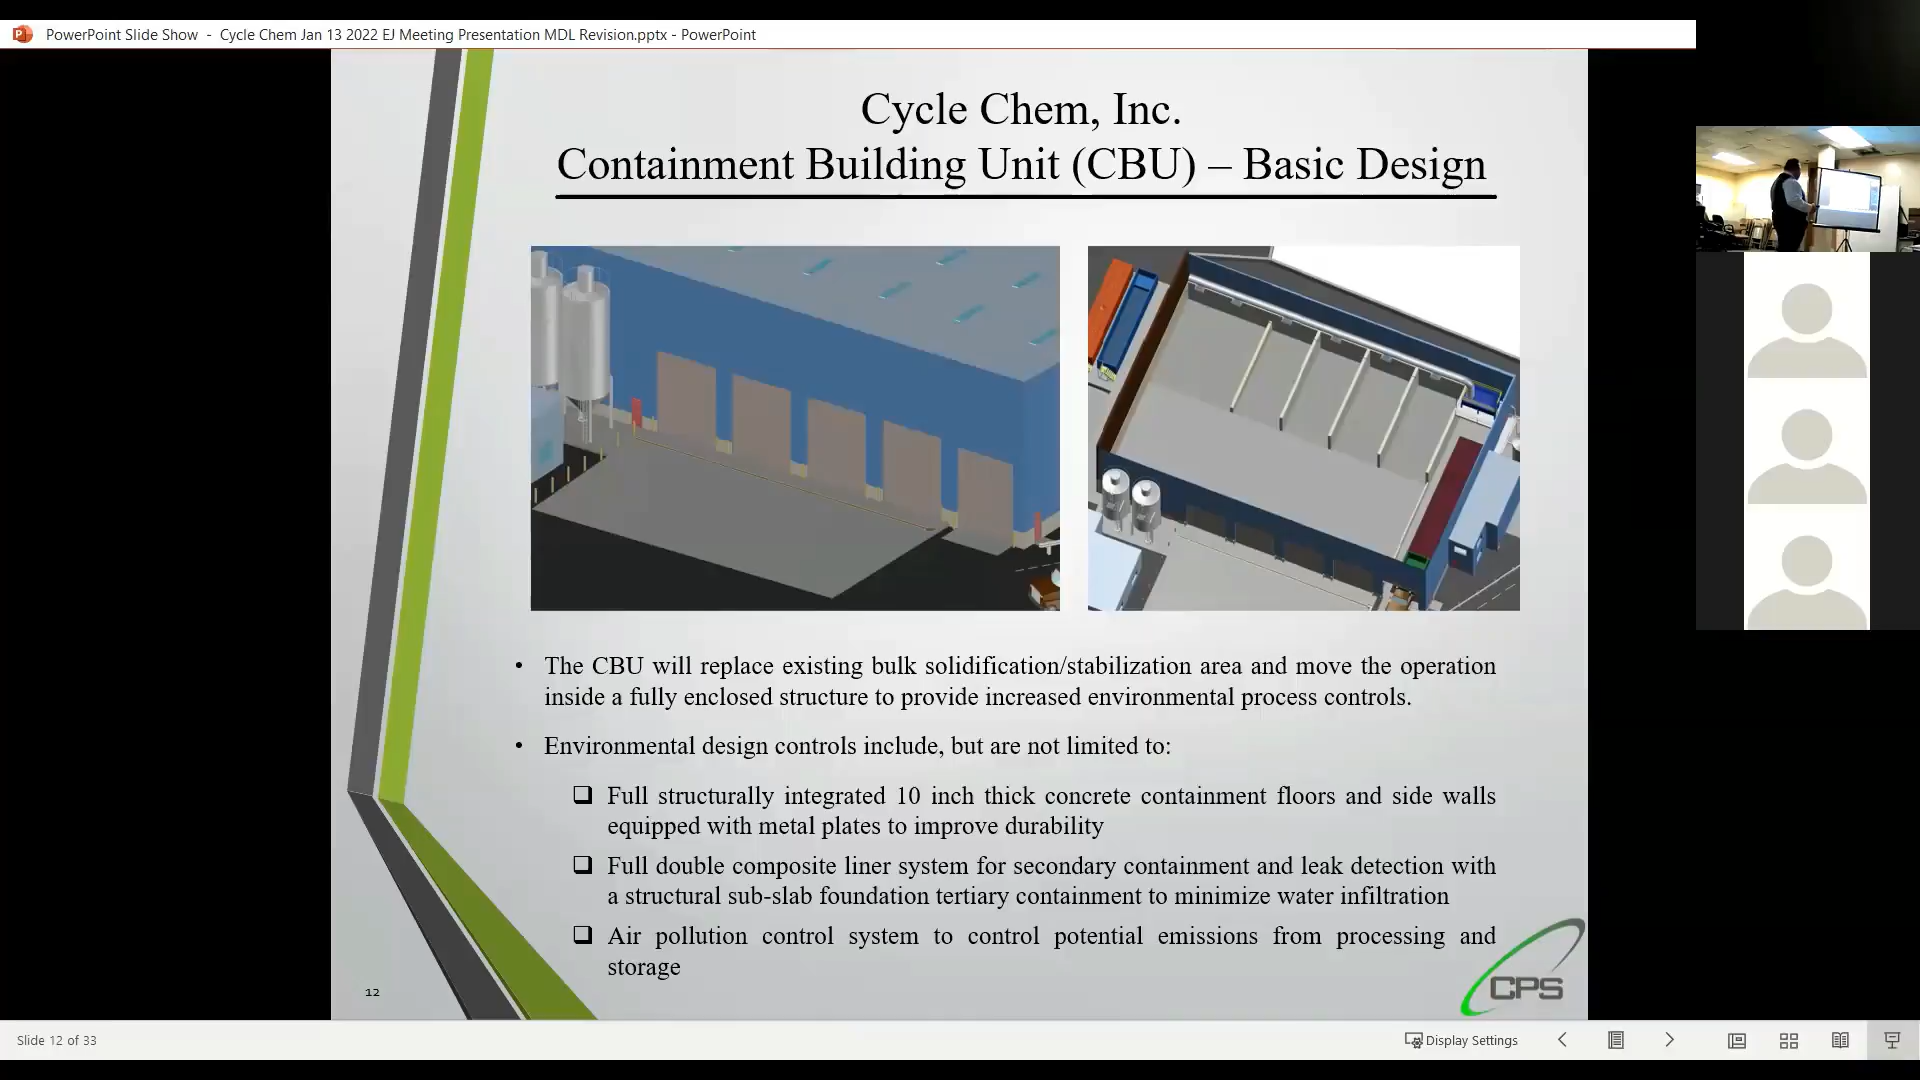 PowerPoint Slide Show - Cycle Chem Jan 13 2022 EJ Meeting Presentation MDL Revision.pptx - PowerPoint
Cycle Chem, Inc.
Containment Building Unit (CBU) – Basic Design
• The CBU will replace existing bulk solidification/stabilization area and move the operation
inside a fully enclosed structure to provide increased environmental process controls.
• Environmental design controls include, but are not limited to:
❑ Full structurally integrated 10 inch thick concrete containment floors and side walls
equipped with metal plates to improve durability
❑ Full double composite liner system for secondary containment and leak detection with
a structural sub-slab foundation tertiary containment to minimize water infiltration
❑ Air pollution control system to control potential emissions from processing and
storage
CPS
12
Slide 12 of 33
Display Settings